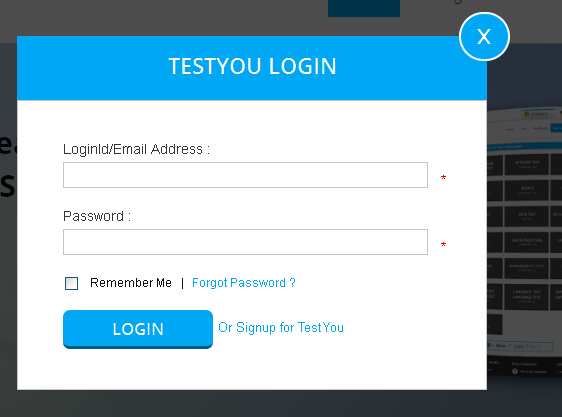 X
TESTYOU LOGIN
LoginId/Email Address :
*
Password :
*
Remember Me | Forgot Password ?
LOGIN Or Signup for TestYou